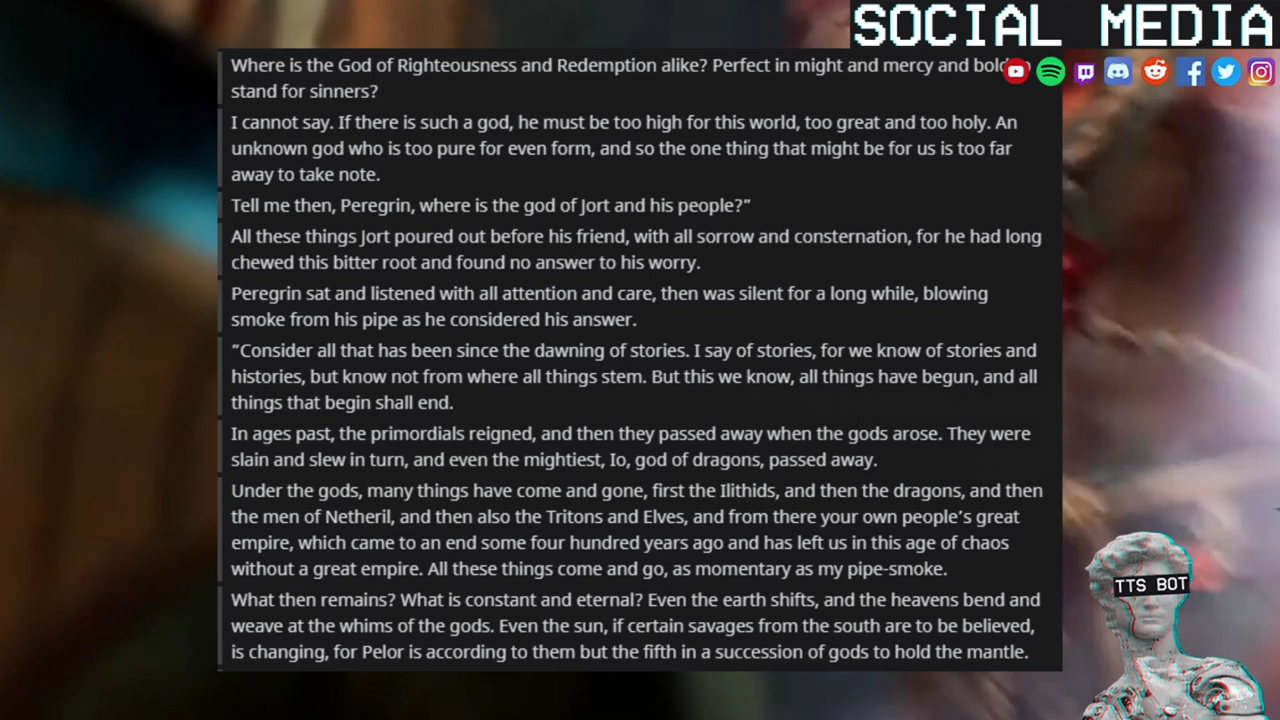 SOCIAL MEDIA
Where is the God of Righteousness and Redemption alike? Perfect in might and mercy and bold
stand for sinners?
I cannot say. If there is such a god, he must be too high for this world, too great and too holy. An
unknown god who is too pure for even form, and so the one thing that might be for us is too far
away to take note.
Tell me then, Peregrin, where is the god of Jort and his people?”
All these things Jort poured out before his friend, with all sorrow and consternation, for he had long
chewed this bitter root and found no answer to his worry.
Peregrin sat and listened with all attention and care, then was silent for a long while, blowing
smoke from his pipe as he considered his answer.
“Consider all that has been since the dawning of stories. I say of stories, for we know of stories and
histories, but know not from where all things stem. But this we know, all things have begun, and all
things that begin shall end.
In ages past, the primordials reigned, and then they passed away when the gods arose. They were
slain and slew in turn, and even the mightiest, Io, god of dragons, passed away.
Under the gods, many things have come and gone, first the Ilithids, and then the dragons, and then
the men of Netheril, and then also the Tritons and Elves, and from there your own people’s great
empire, which came to an end some four hundred years ago and has left us in this age of chaos
without a great empire. All these things come and go, as momentary as my pipe-smoke.
What then remains? What is constant and eternal? Even the earth shifts, and the heavens bend and
weave at the whims of the gods. Even the sun, if certain savages from the south are to be believed,
is changing, for Pelor is according to them but the fifth in a succession of gods to hold the mantle.
TTS BOT